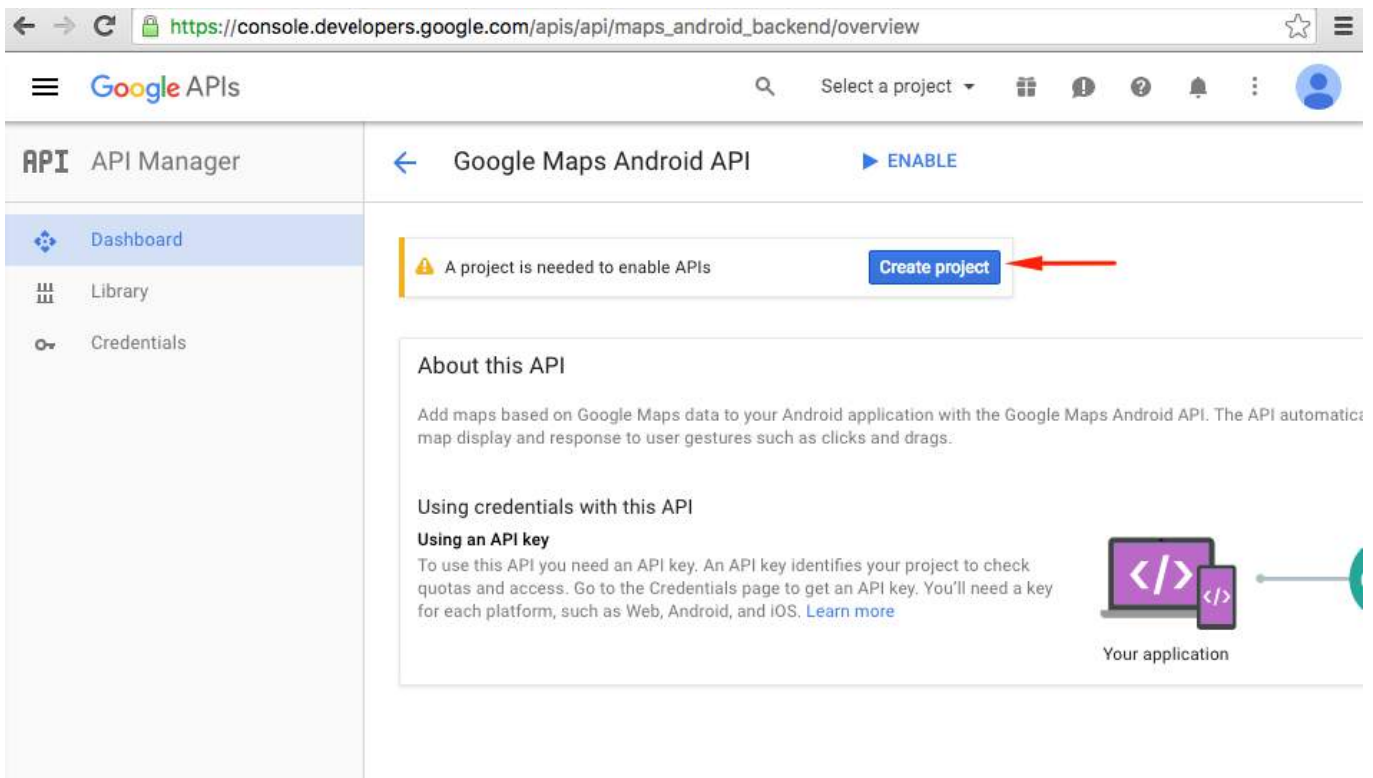 https://console.developers.google.com/apis/api/maps_android_backend/overview
Google APIs
Select a project
API API Manager
Google Maps Android API
ENABLE
Dashboard
Library
Credentials
A project is needed to enable APIs
Create project
About this API
Add maps based on Google Maps data to your Android application with the Google Maps Android API. The API automatica
map display and response to user gestures such as clicks and drags.
Using credentials with this API
Using an API key
To use this API you need an API key. An API key identifies your project to check
quotas and access. Go to the Credentials page to get an API key. You'll need a key
for each platform, such as Web, Android, and iOS. Learn more
</>
</>
Your application